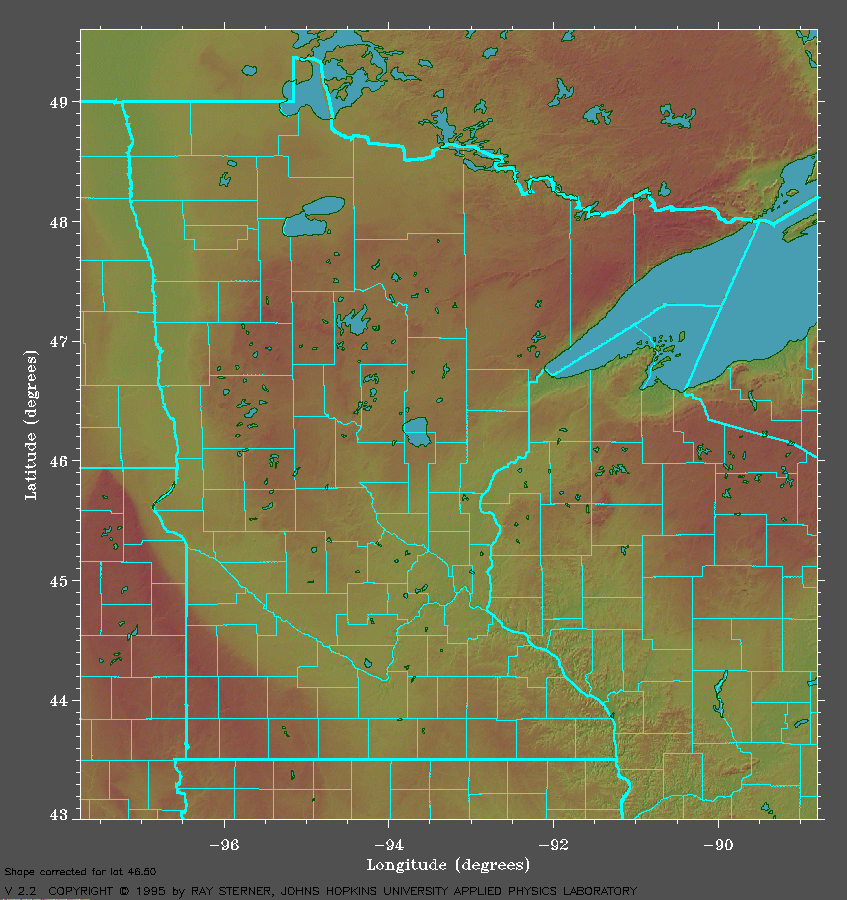 49
48
47
46
45
44
43
Latitude (degrees)
-96
-94
-92
-90
Longitude (degrees)
Shape corrected for lat 46.50
V 2.2 COPYRIGHT © 1995 by RAY STERNER, JOHNS HOPKINS UNIVERSITY APPLIED PHYSICS LABORATORY